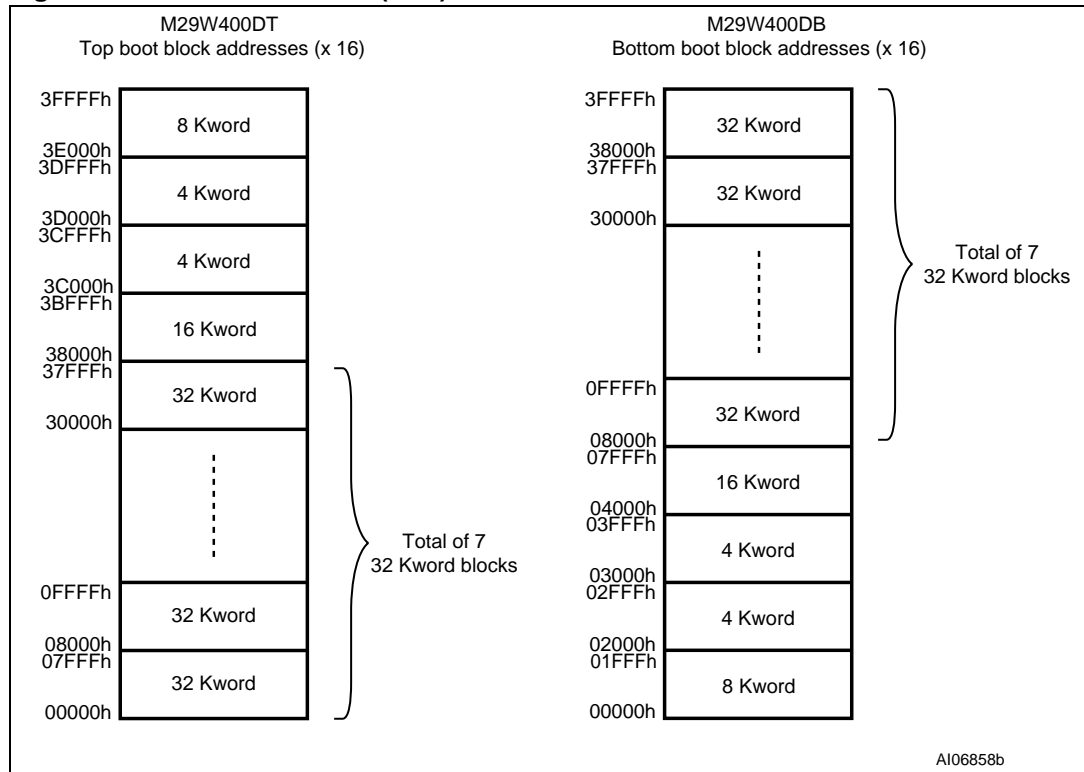 M29W400DT
Top boot block addresses (x 16)
3FFFFh
8 Kword
3E000h
3DFFFh
4 Kword
3D000h
3CFFFh
4 Kword
3C000h
3BFFFh
16 Kword
38000h
37FFFh
32 Kword
30000h
Total of 7
32 Kword blocks
0FFFFh
32 Kword
08000h
07FFFh
32 Kword
00000h
M29W400DB
Bottom boot block addresses (x 16)
3FFFFh
32 Kword
38000h
37FFFh
32 Kword
30000h
Total of 7
32 Kword blocks
0FFFFh
32 Kword
08000h
07FFFh
16 Kword
04000h
03FFFh
4 Kword
03000h
02FFFh
4 Kword
02000h
01FFFh
8 Kword
00000h
AI06858b